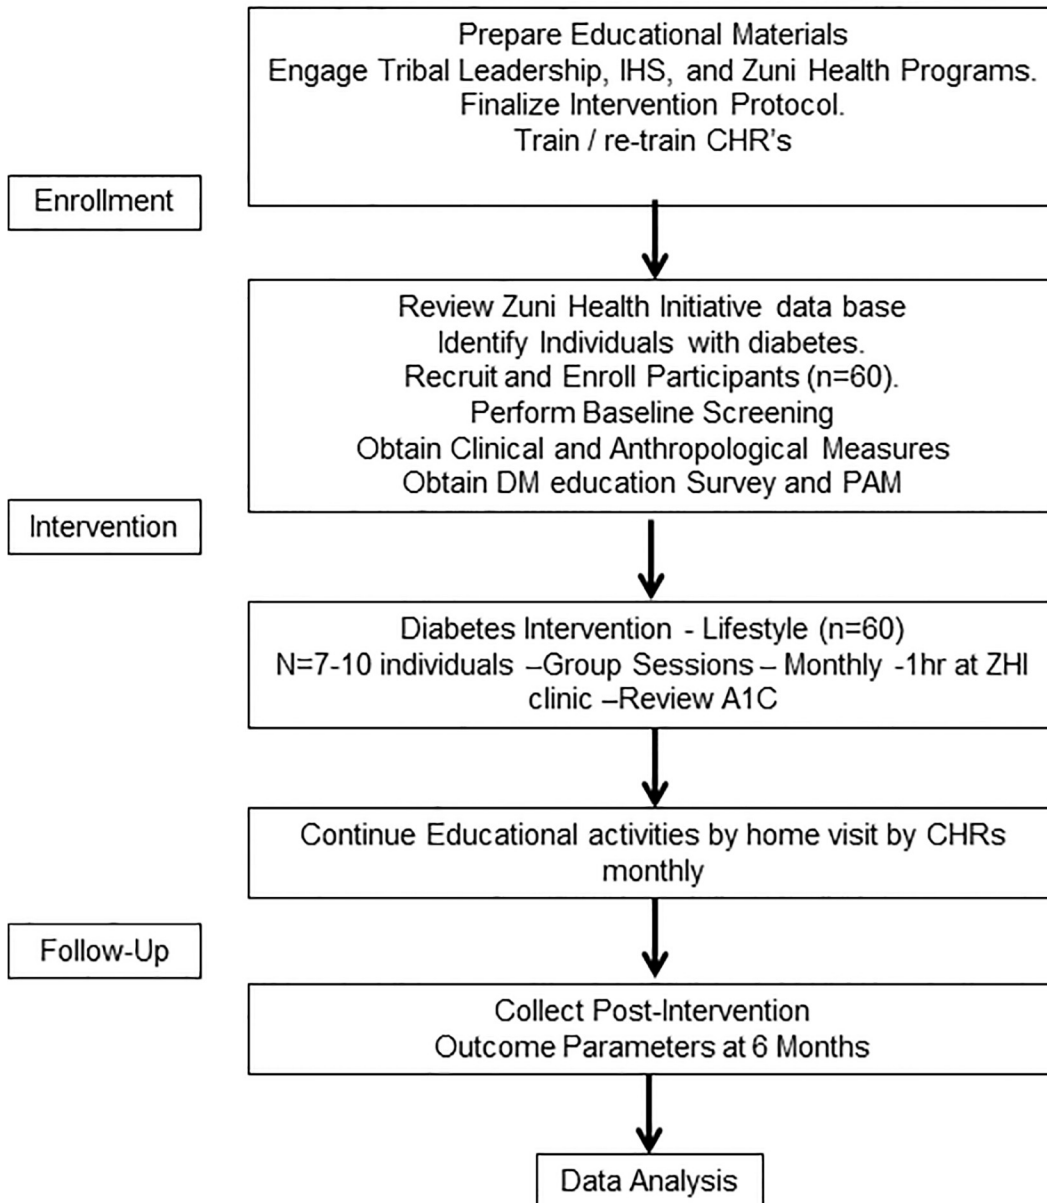 Prepare Educational Materials
Engage Tribal Leadership, IHS, and Zuni Health Programs.
Finalize Intervention Protocol.
Train / re-train CHR's
Enrollment
Review Zuni Health Initiative data base
Identify Individuals with diabetes.
Recruit and Enroll Participants (n=60).
Perform Baseline Screening
Obtain Clinical and Anthropological Measures
Obtain DM education Survey and PAM
Intervention
Diabetes Intervention - Lifestyle (n=60)
N=7-10 individuals –Group Sessions – Monthly -1hr at ZHI
clinic –Review A1C
Continue Educational activities by home visit by CHRs
monthly
Follow-Up
Collect Post-Intervention
Outcome Parameters at 6 Months
Data Analysis